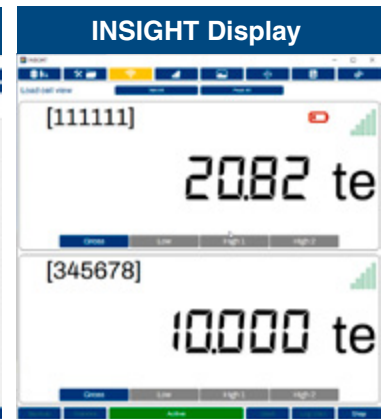 INSIGHT Display
INSIGHT
Load cell view
[111111]
20.82 te
Gross Low High 1 High 2
[345678]
10.000 te
Gross Low High 1 High 2
Active Stop